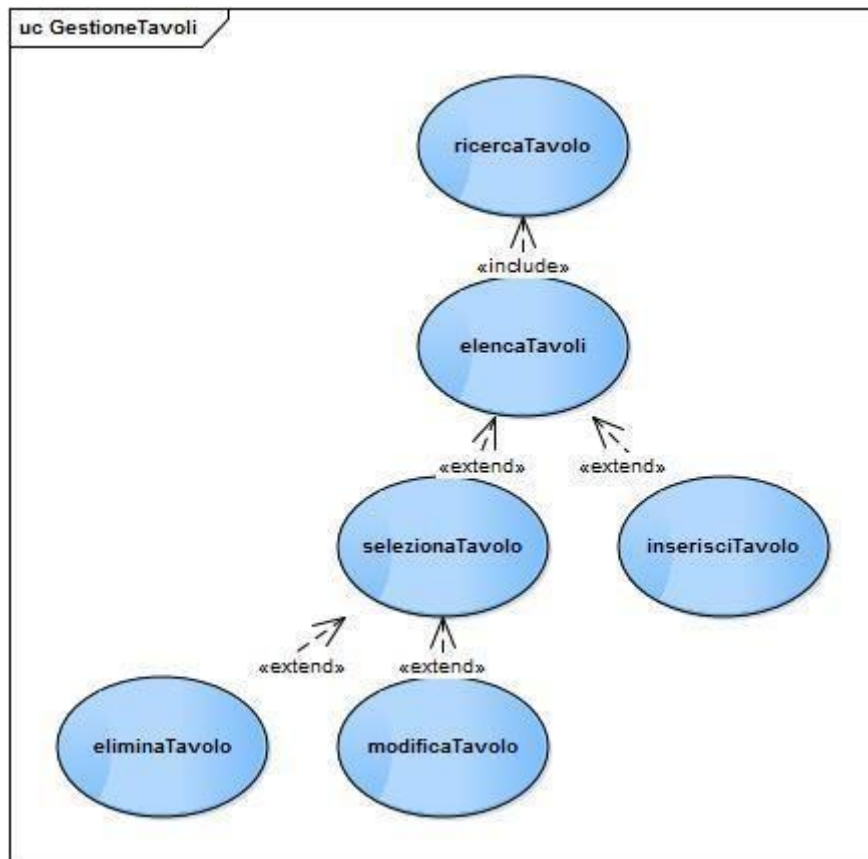 uc GestioneTavoli
ricercaTavolo
«include»
elencaTavoli
«extend» «extend»
selezionaTavolo inserisciTavolo
«extend» «extend»
eliminaTavolo modificaTavolo